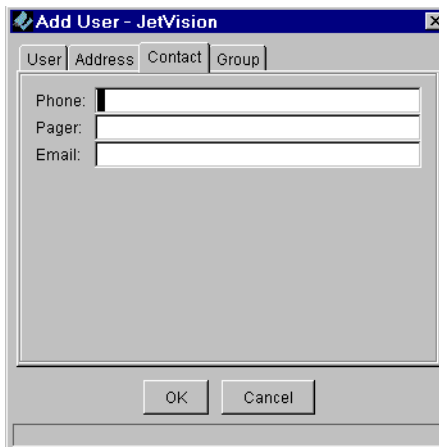 Add User - JetVision
User Address Contact Group
Phone:
Pager:
Email:
OK Cancel